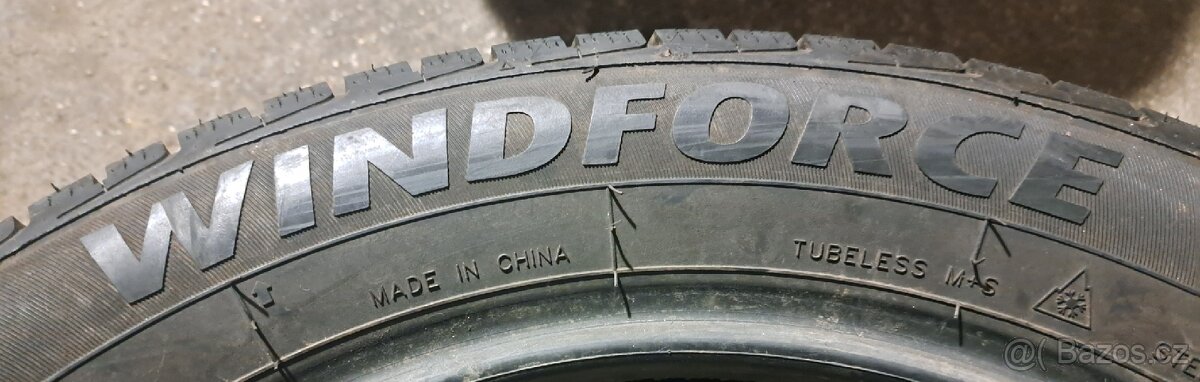 WINDFORCE
MADE IN CHINA
TUBELESS M+S
@( Bazos.cz